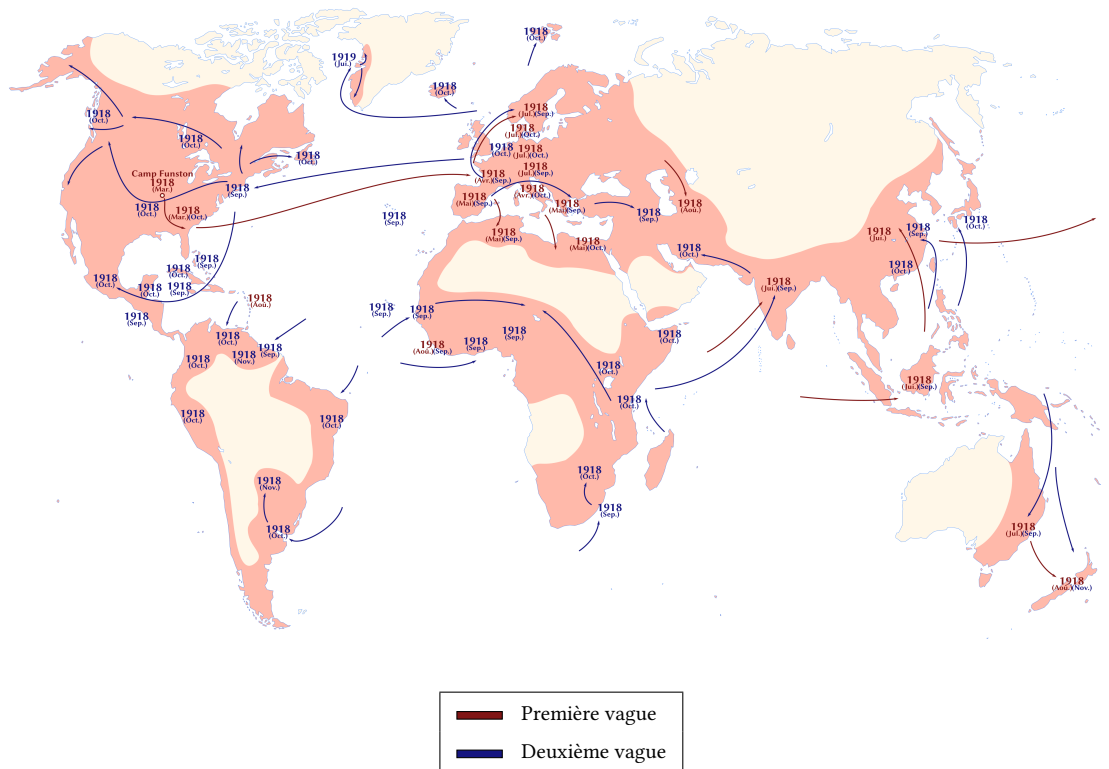 1918
(Oct.)
1919
(Jui.)
1918
(Oct.)
1918
(Jul.)(Sep.)
1918
(Oct.)
1918
(Jul.)(Oct.)
1918
(Oct.)
1918
(Oct.)
1918
(Jul.)(Oct.)
1918
(Oct.)
1918
(Jul.)(Sep.)
Camp Funston
1918
(Mar.)
1918
(Sep.)
1918
(Avr.)(Sep.)
1918
(Avr.)(Oct.)
1918
(Mai)(Sep.)
1918
(Mai)(Sep.)
1918
(Oct.)
1918
(Mar.)(Oct.)
1918
(Sep.)
1918
(Sep.)
1918
(Aoû.)
1918
(Mai)(Sep.)
1918
(Mai)(Oct.)
1918
(Oct.)
1918
(Jui.)
1918
(Sep.)
1918
(Oct.)
1918
(Oct.)
1918
(Sep.)
1918
(Oct.)
1918
(Oct.)
1918
(Oct.)
1918
(Sep.)
1918
(Jui.)(Sep.)
1918
(Aoû.)
1918
(Sep.)
1918
(Sep.)
1918
(Sep.)
1918
(Oct.)
1918
(Sep.)
1918
(Oct.)
1918
(Oct.)
1918
(Nov.)
1918
(Sep.)
1918
(Aoû.)(Sep.)
1918
(Sep.)
1918
(Oct.)
1918
(Jui.)(Sep.)
1918
(Oct.)
1918
(Oct.)
1918
(Oct.)
1918
(Nov.)
1918
(Oct.)
1918
(Sep.)
1918
(Oct.)
1918
(Jul.)(Sep.)
1918
(Aoû.)(Nov.)
Première vague
Deuxième vague